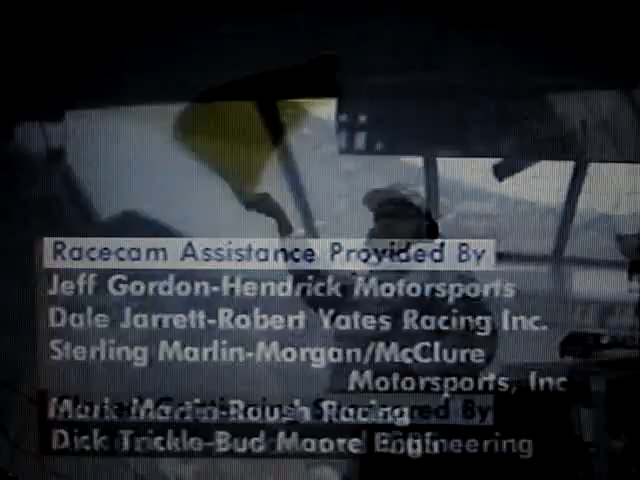 Racecam Assistance Provided By
Jeff Gordon-Hendrick Motorsports
Dale Jarrett-Robert Yates Racing Inc.
Sterling Marlin-Morgan/McClure
Motorsports, Inc
Mark Martin-Roush Racing
Dick Trickle-Bud Moore Engineering